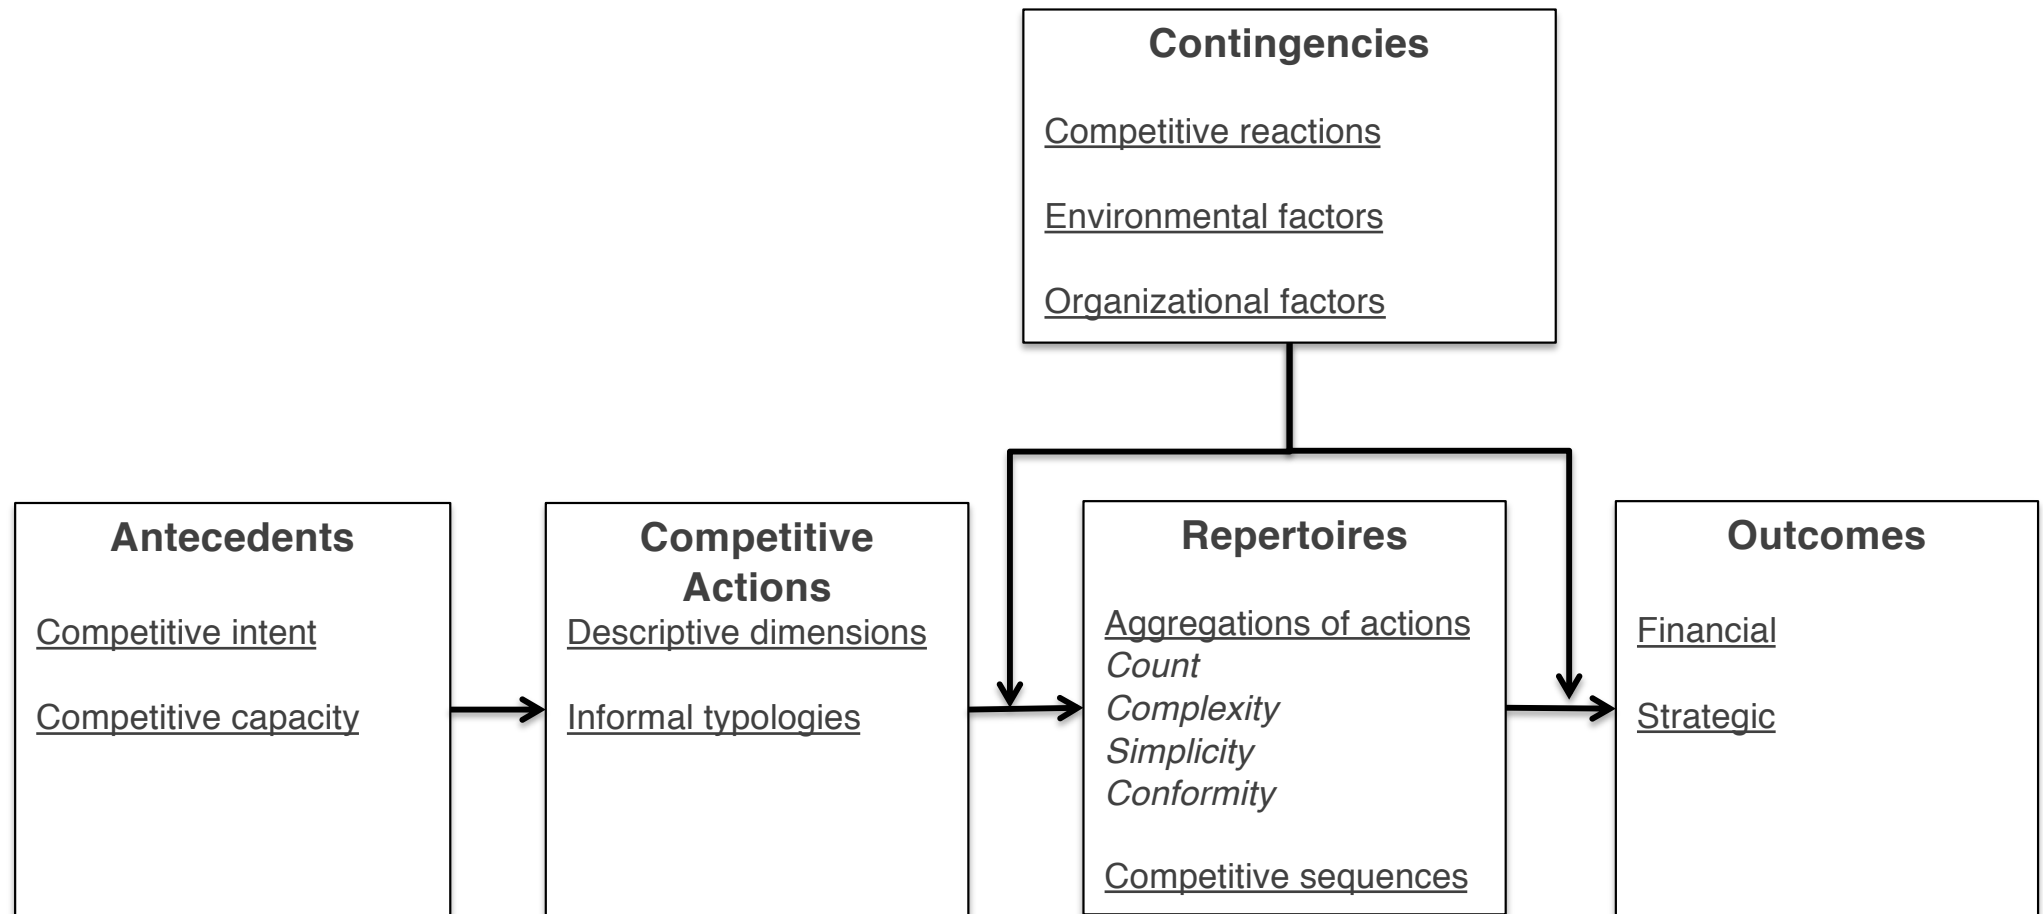 Contingencies
Competitive reactions
Environmental factors
Organizational factors
Antecedents
Competitive intent
Competitive capacity
Competitive
Actions
Descriptive dimensions
Informal typologies
Repertoires
Aggregations of actions
Count
Complexity
Simplicity
Conformity
Competitive sequences
Outcomes
Financial
Strategic